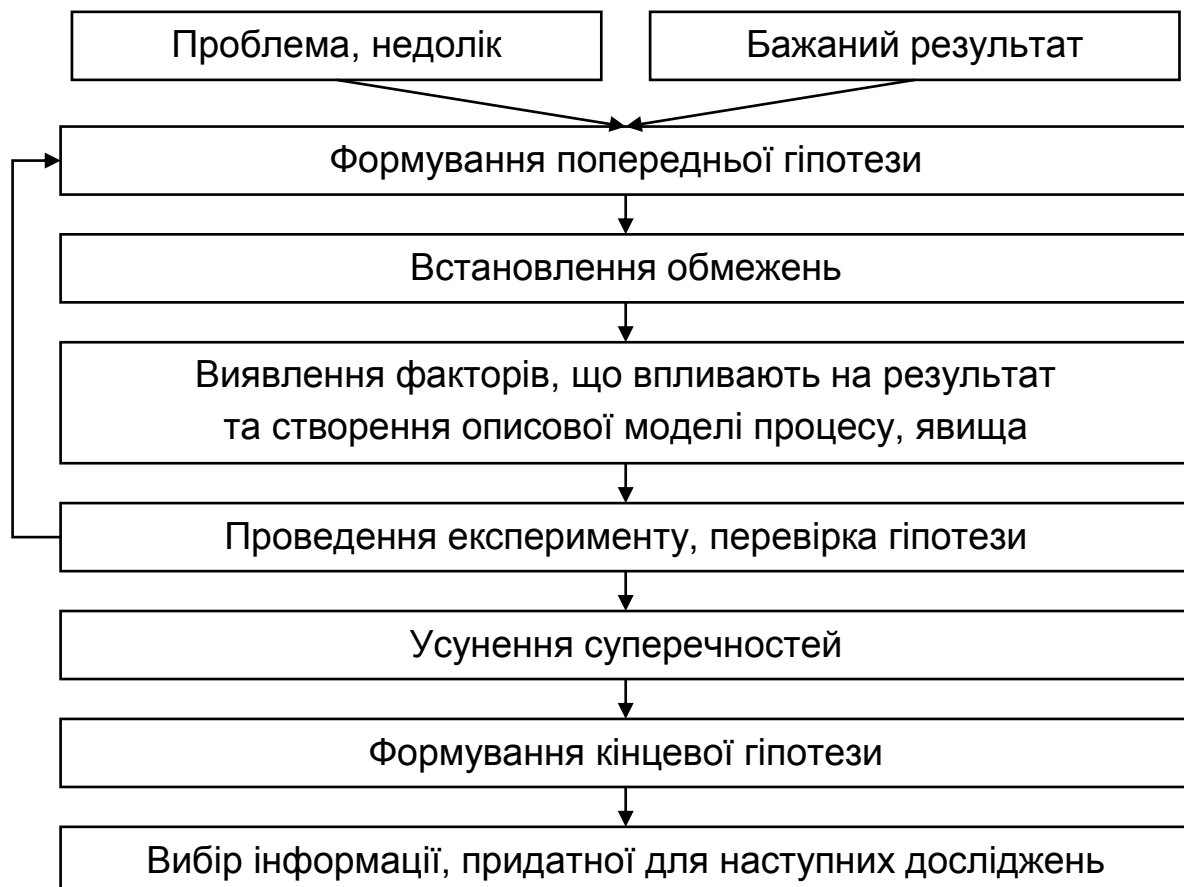 Проблема, недолік
Бажаний результат
Формування попередньої гіпотези
Встановлення обмежень
Виявлення факторів, що впливають на результат
та створення описової моделі процесу, явища
Проведення експерименту, перевірка гіпотези
Усунення суперечностей
Формування кінцевої гіпотези
Вибір інформації, придатної для наступних досліджень